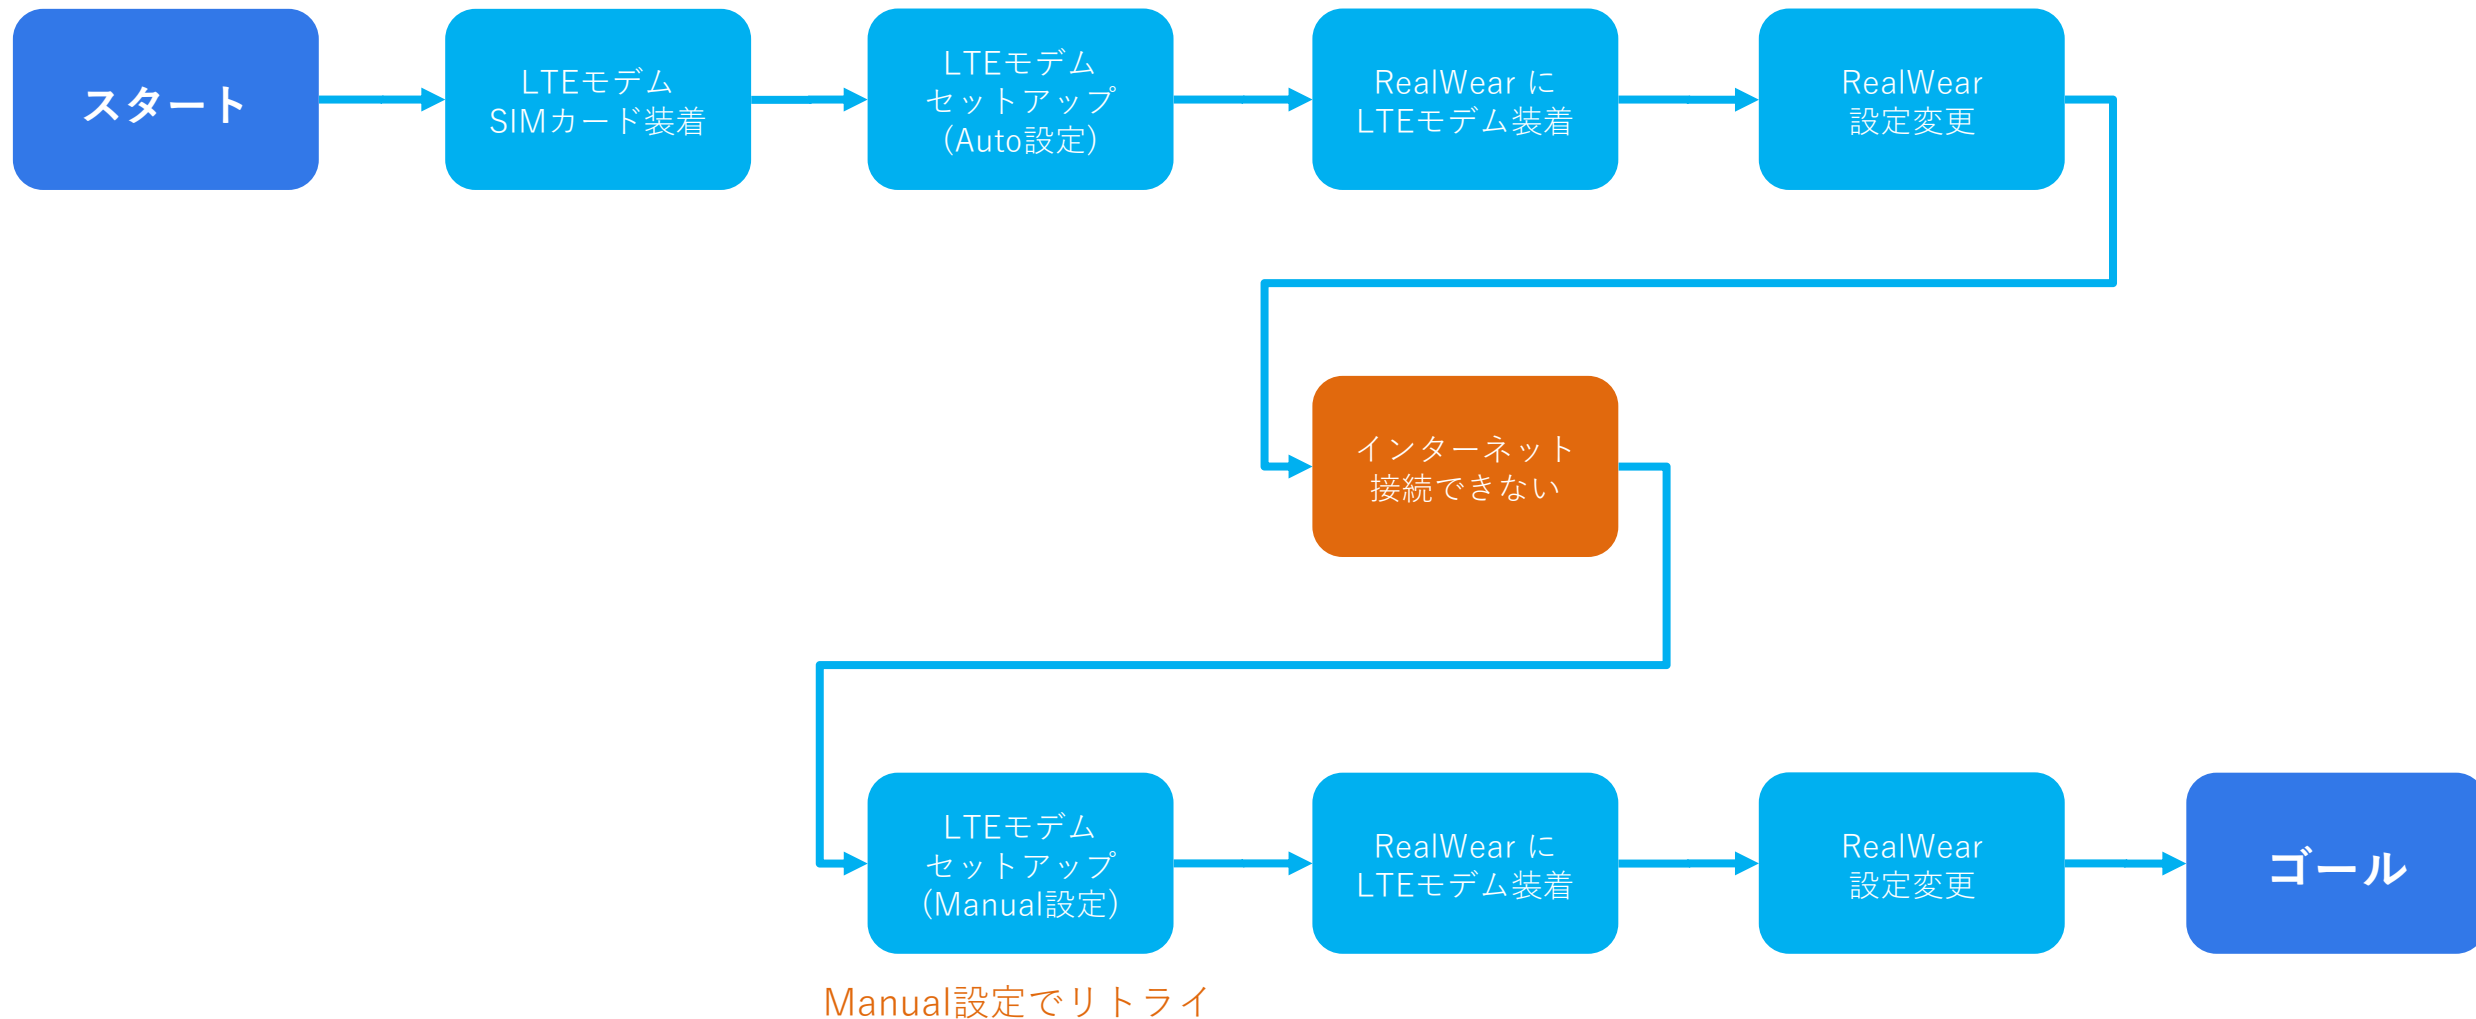 スタート
LTEモデム
SIMカード装着
LTEモデム
セットアップ
(Auto設定)
RealWear に
LTEモデム装着
RealWear
設定変更
インターネット
接続できない
LTEモデム
セットアップ
(Manual設定)
RealWear に
LTEモデム装着
RealWear
設定変更
ゴール
Manual設定でリトライ